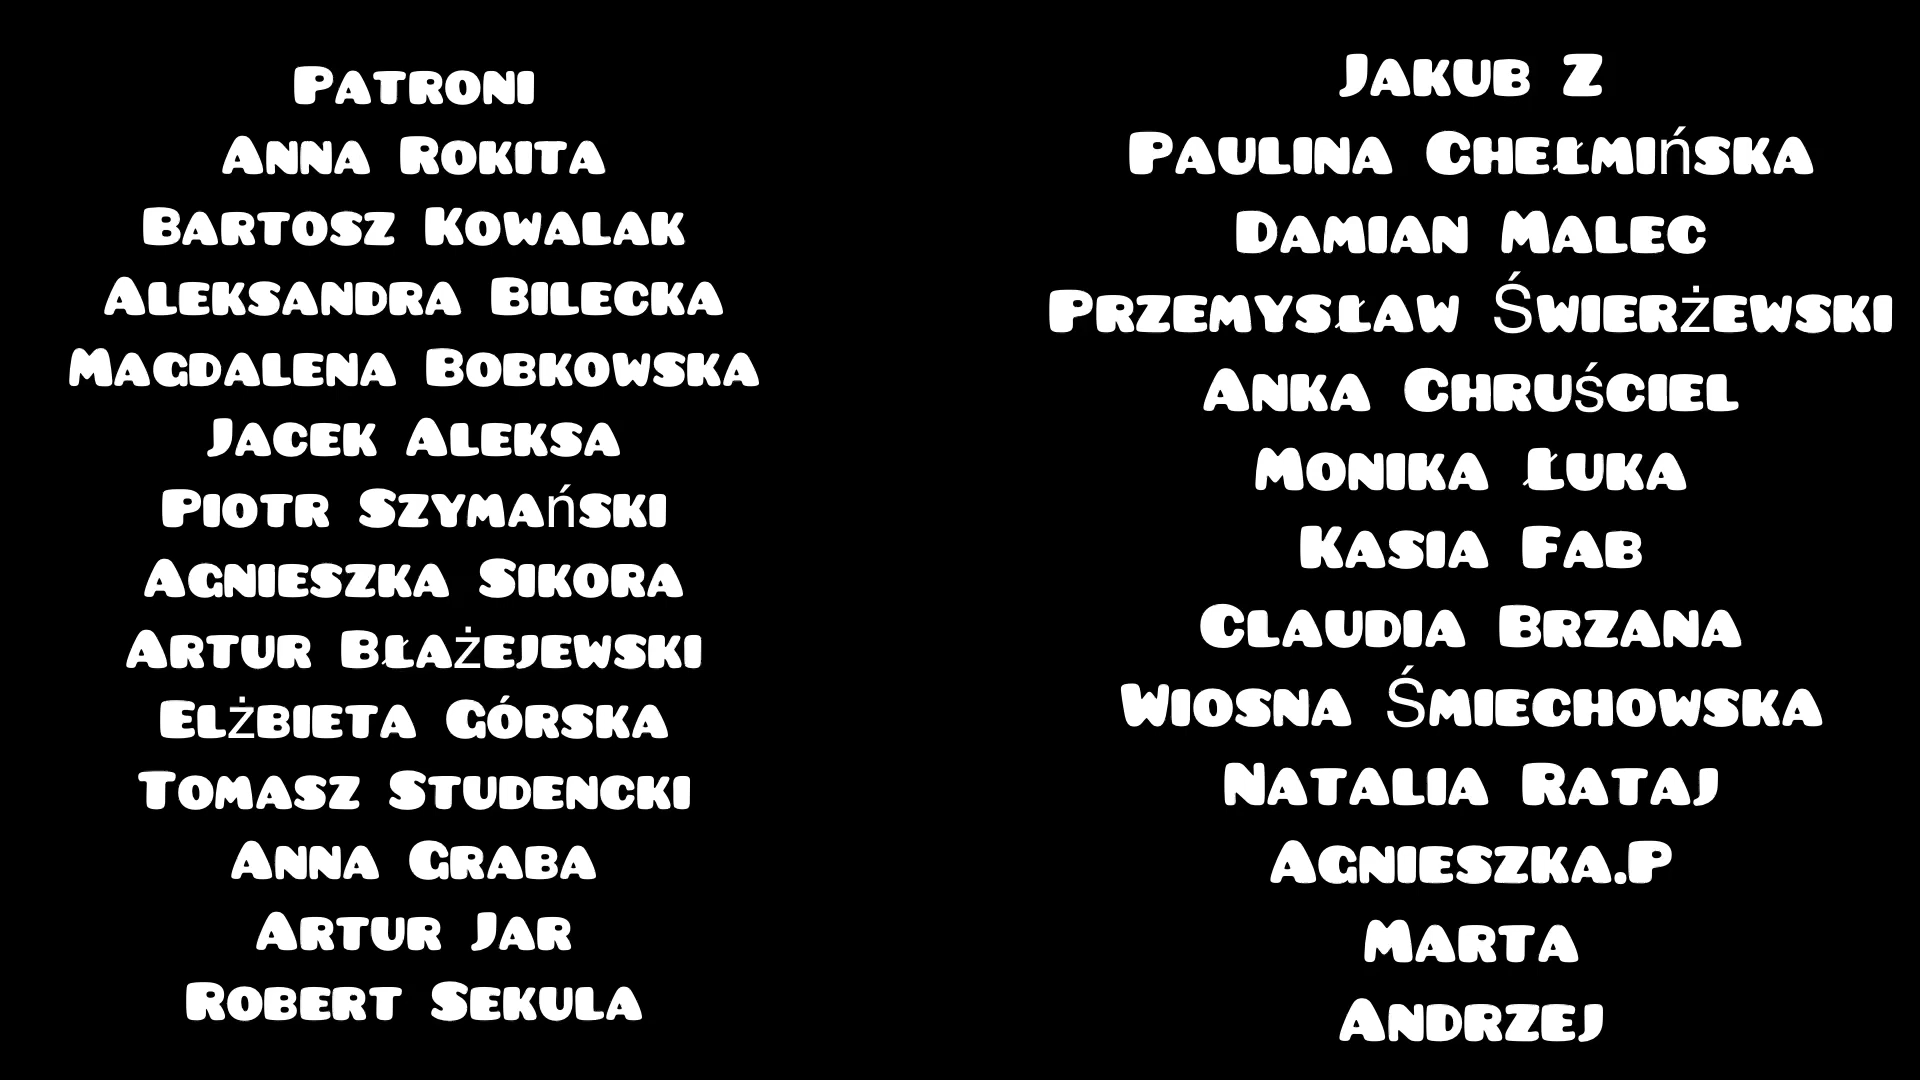 Patroni
Anna Rokita
Bartosz Kowalak
Aleksandra Bilecka
Magdalena Bobkowska
Jacek Aleksa
Piotr Szymański
Agnieszka Sikora
Artur Błażejewski
Elżbieta Górska
Tomasz Studencki
Anna Graba
Artur Jar
Robert Sekula
Jakub Z
Paulina Chełmińska
Damian Malec
Przemysław Świerżewski
Anka Chruściel
Monika Łuka
Kasia Fab
Claudia Brzana
Wiosna Śmiechowska
Natalia Rataj
Agnieszka.P
Marta
Andrzej